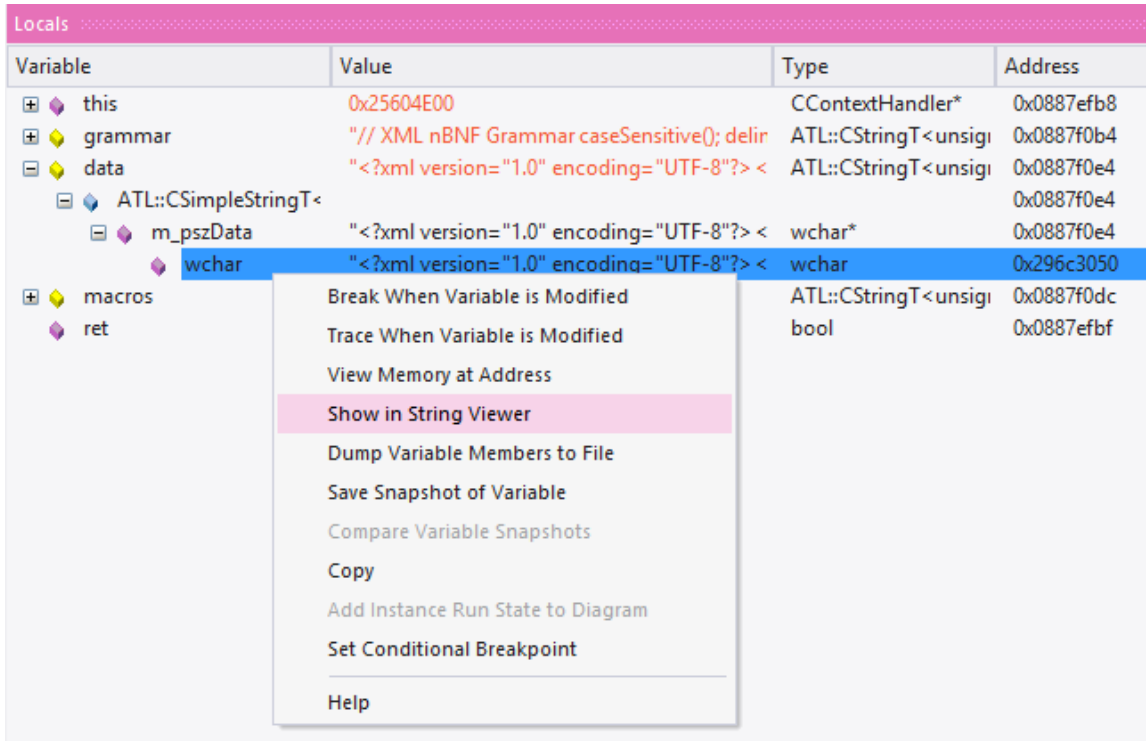 Locals
Variable Value Type Address
this 0x25604E00 CContextHandler* 0x0887efb8
grammar "// XML nBNF Grammar caseSensitive(); delin ATL::CStringT<unsign 0x0887f0b4
data "<?xml version="1.0" encoding="UTF-8"?> < ATL::CStringT<unsign 0x0887f0e4
ATL::CSimpleStringT< 0x0887f0e4
m_pszData "<?xml version="1.0" encoding="UTF-8"?> < wchar* 0x0887f0e4
wchar "<?xml version="1.0" encoding="UTF-8"?> < wchar 0x296c3050
macros ATL::CStringT<unsign 0x0887f0dc
ret bool 0x0887efbf
Break When Variable is Modified
Trace When Variable is Modified
View Memory at Address
Show in String Viewer
Dump Variable Members to File
Save Snapshot of Variable
Compare Variable Snapshots
Copy
Add Instance Run State to Diagram
Set Conditional Breakpoint
Help